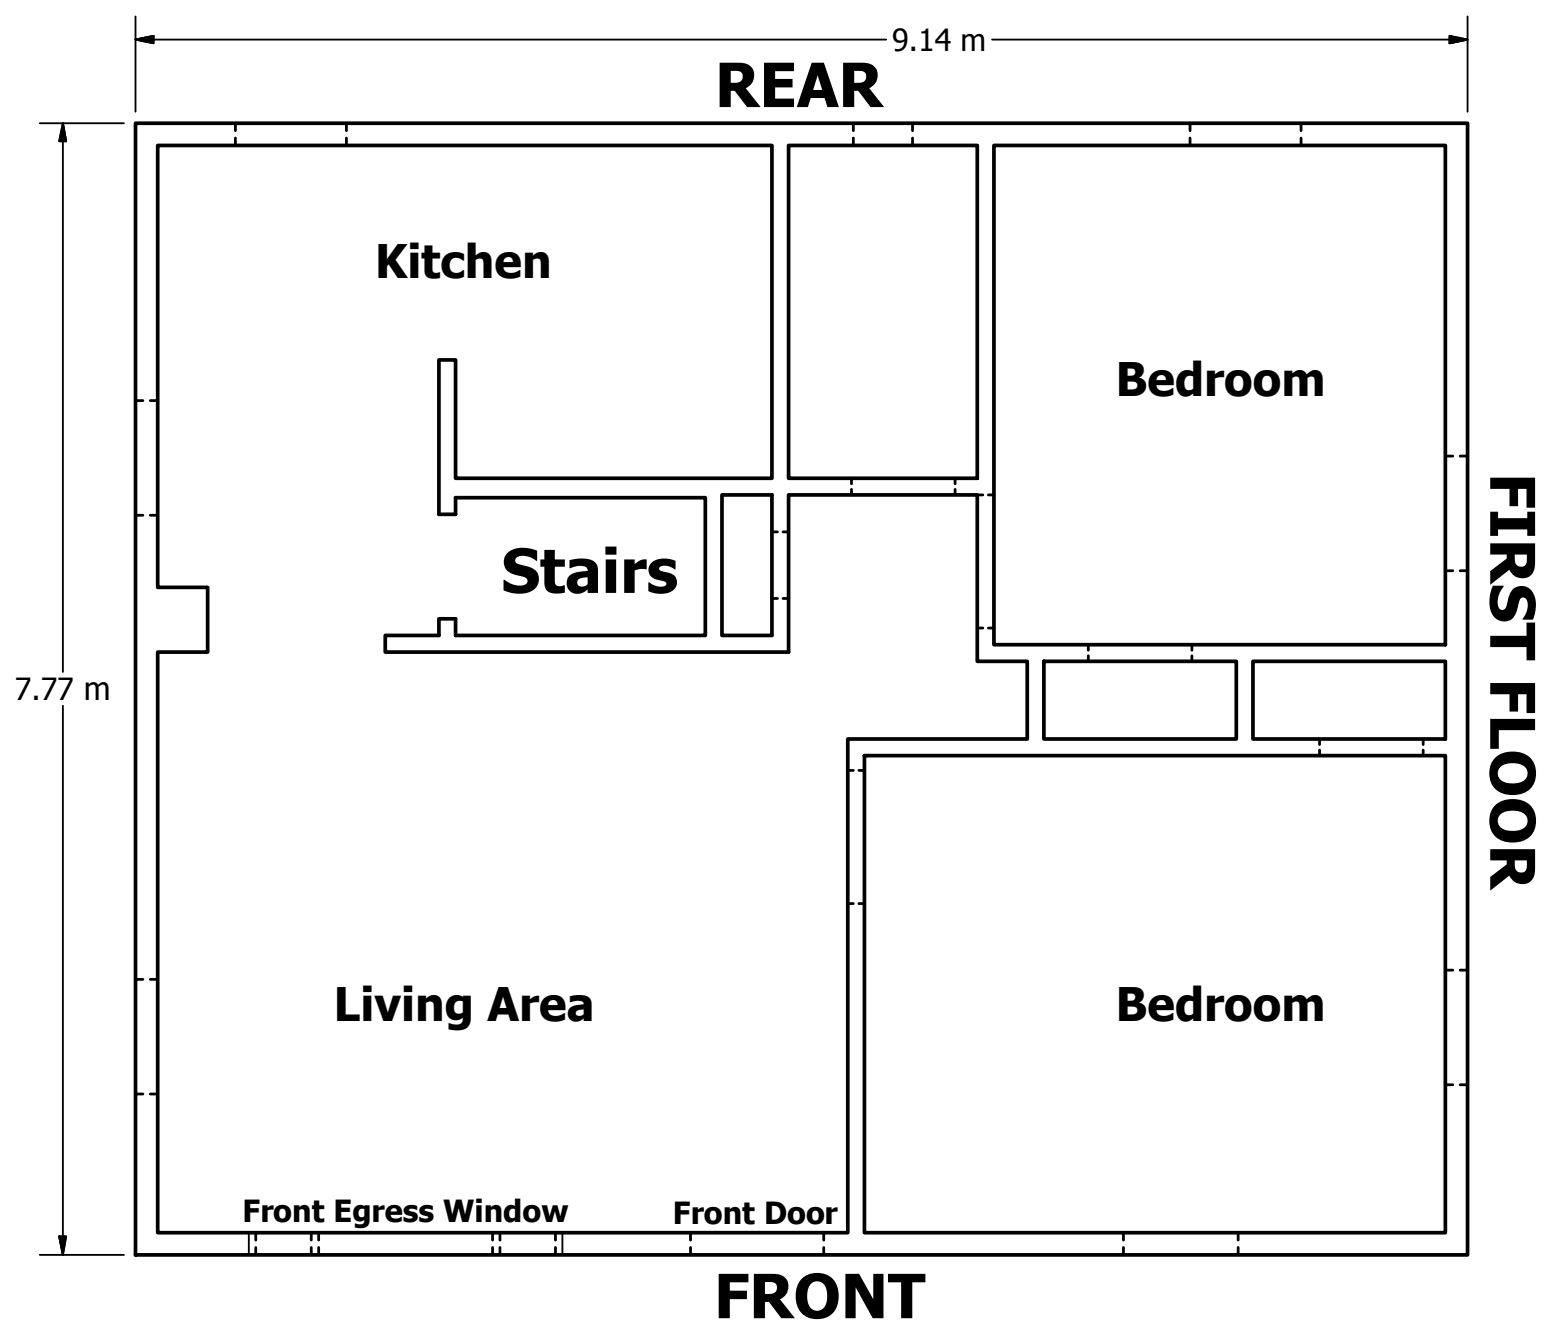 9.14 m
REAR
Kitchen
Bedroom
Stairs
FIRST FLOOR
7.77 m
Living Area
Bedroom
Front Egress Window
Front Door
FRONT